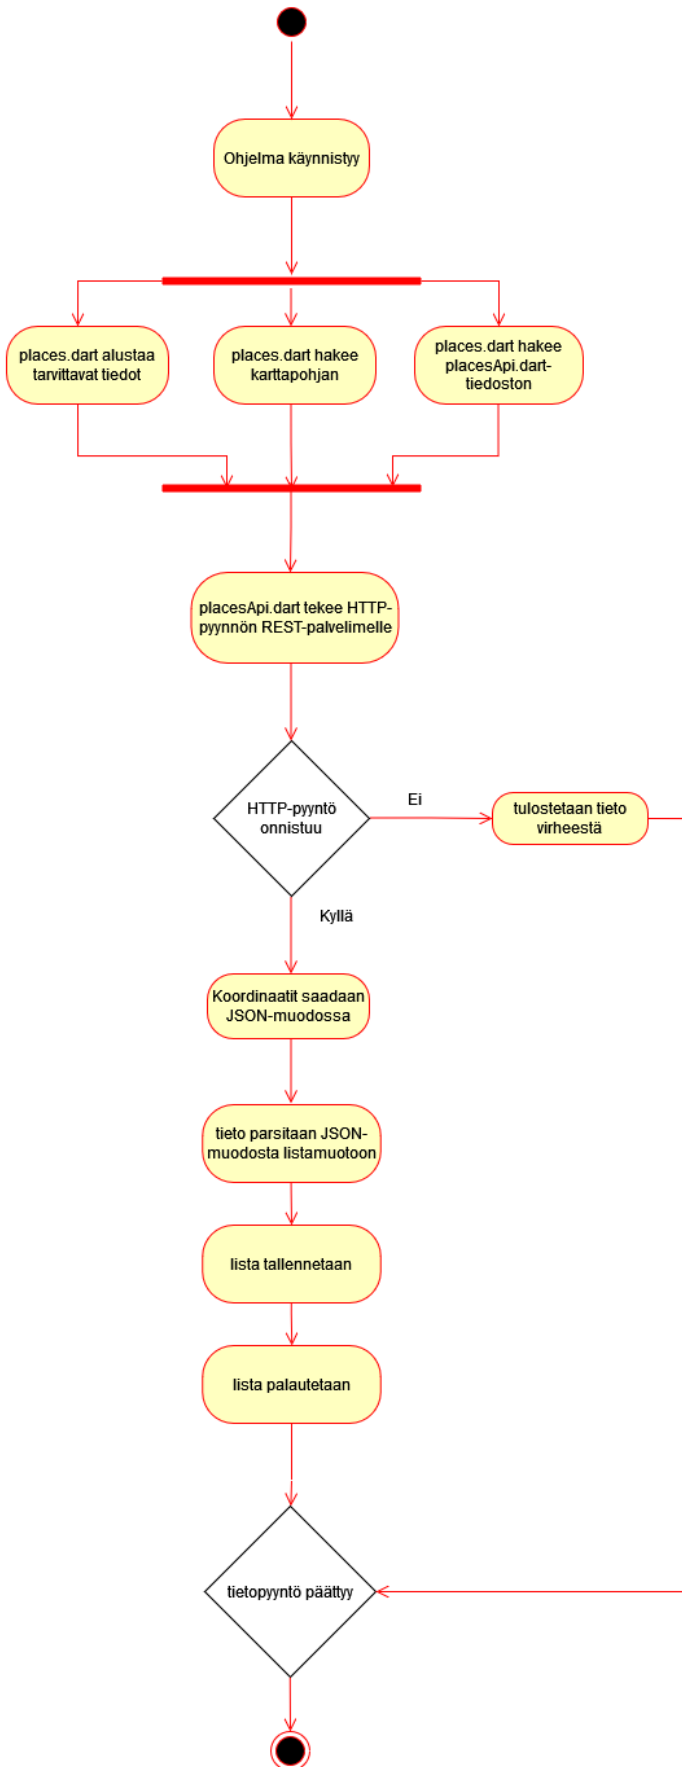 Ohjelma käynnistyy
places.dart alustaa
tarvittavat tiedot
places.dart hakee
karttapohjan
places.dart hakee
placesApi.dart-
tiedoston
placesApi.dart tekee HTTP-
pyynnön REST-palvelimelle
HTTP-pyyntö
onnistuu
Ei
tulostetaan tieto
virheestä
Kyllä
Koordinaatit saadaan
JSON-muodossa
tieto parsitaan JSON-
muodosta listamuotoon
lista tallennetaan
lista palautetaan
tietopyyntö päättyy